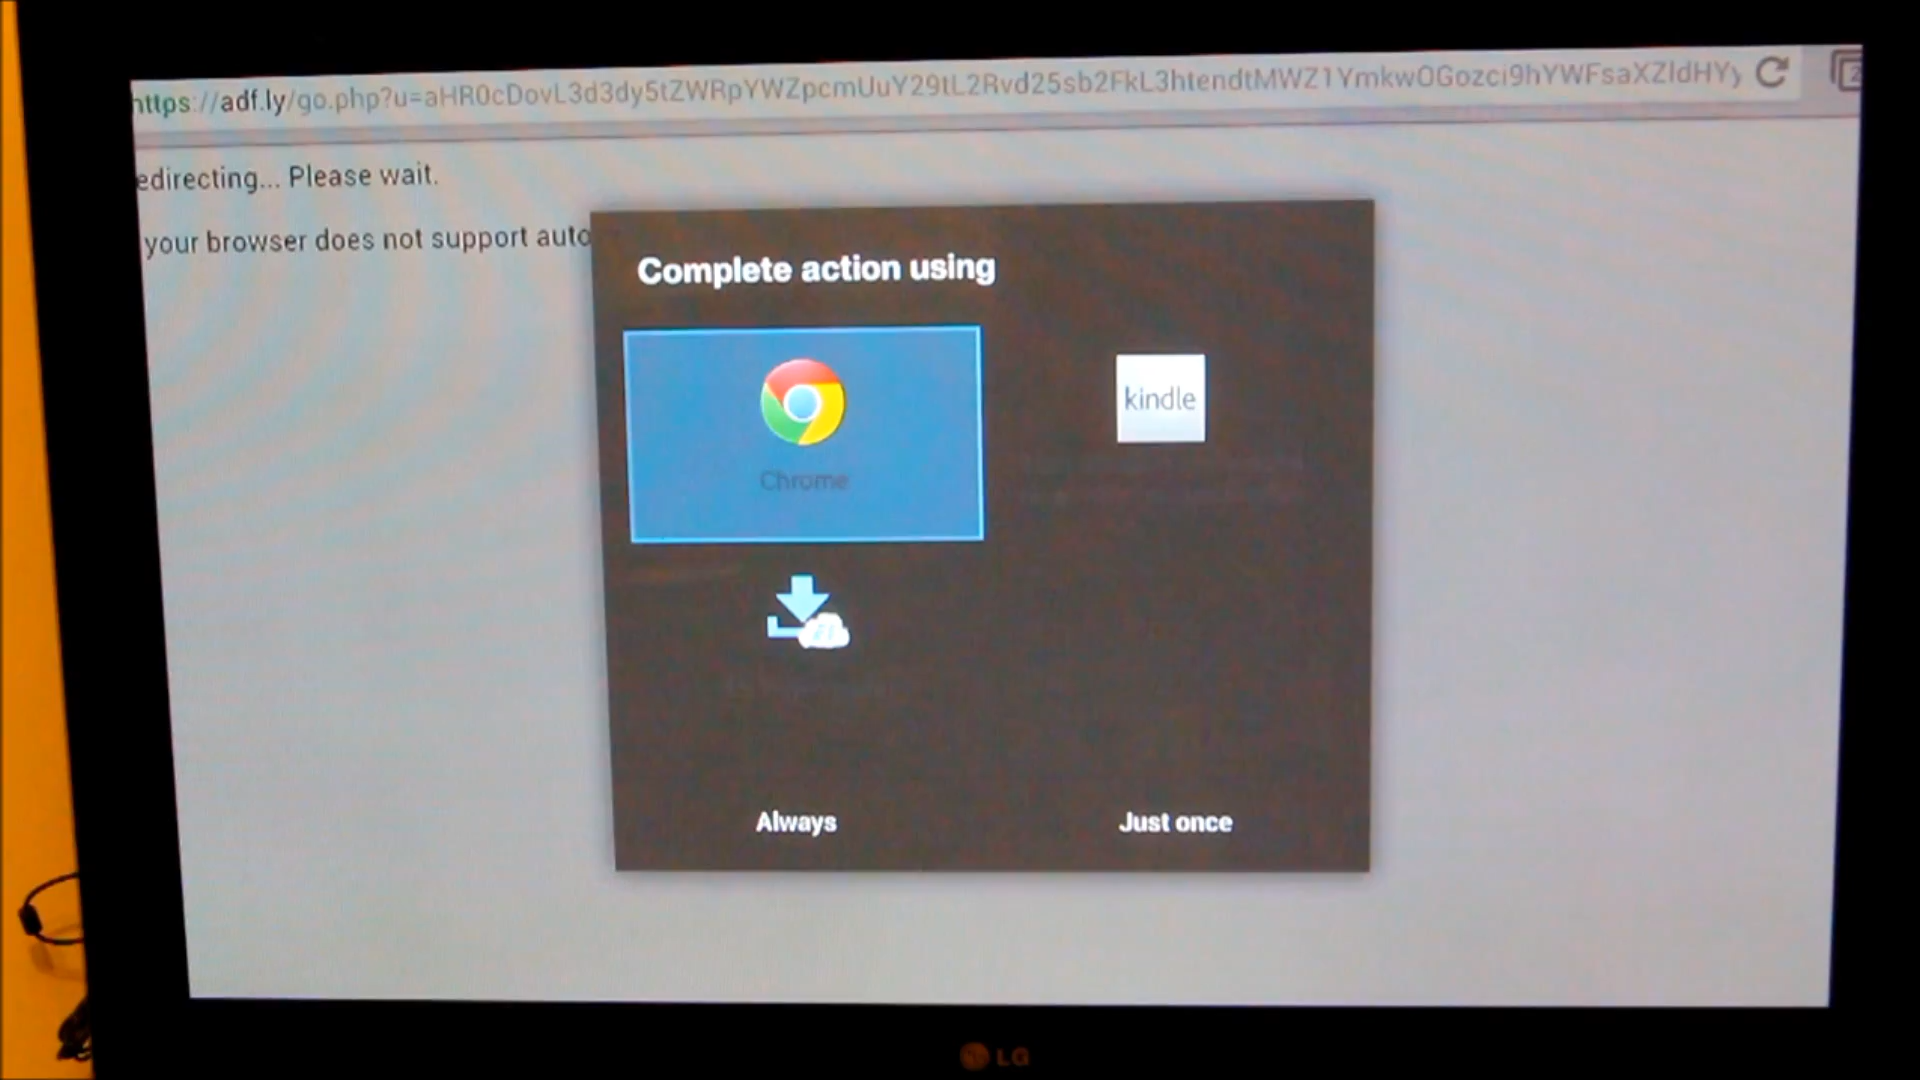 https://adf.ly/go.php?u=aHR0cDovL3d3dy5tZWRpYWZpcmUuY29tL2Rvd25sb2FkL3htendtMWZ1YmkwOGozci9hYWFsaXZldHYy
edirecting... Please wait.
your browser does not support auto
Complete action using
Chrome
kindle
Always
Just once
LG